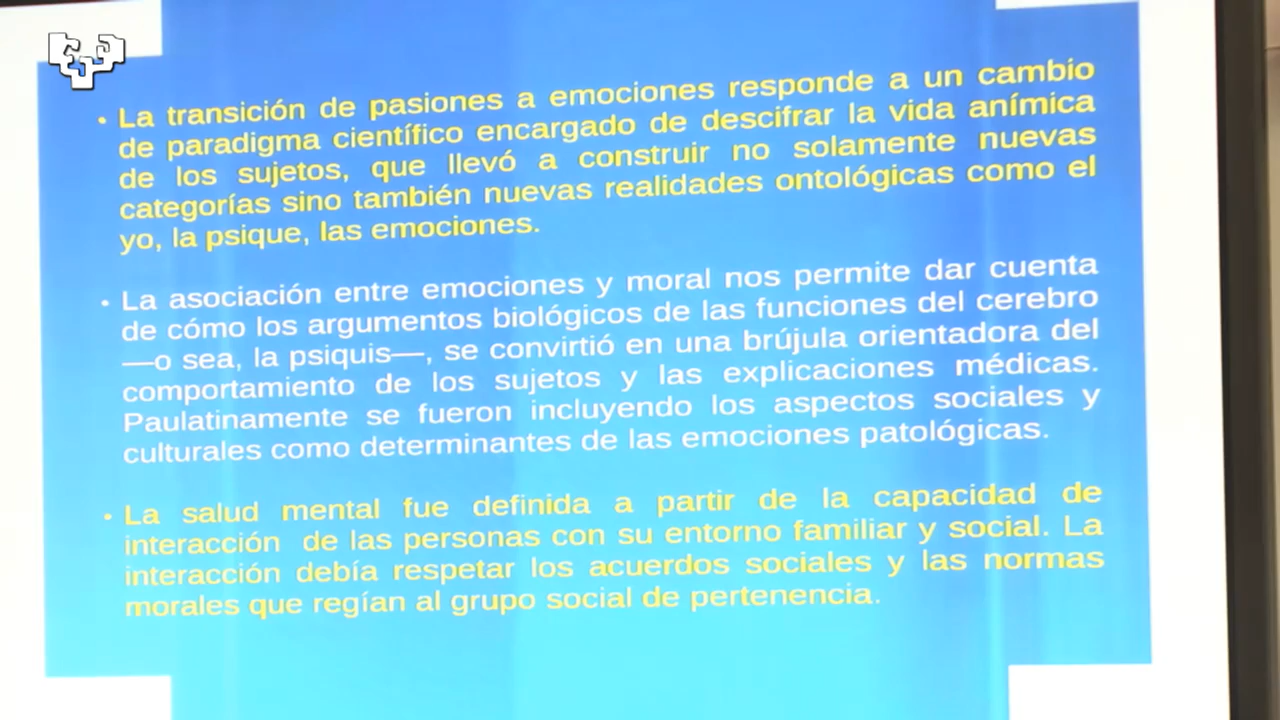 • La transición de pasiones a emociones responde a un cambio
de paradigma científico encargado de descifrar la vida anímica
de los sujetos, que llevó a construir no solamente nuevas
categorías sino también nuevas realidades ontológicas como el
yo, la psique, las emociones.
• La asociación entre emociones y moral nos permite dar cuenta
de cómo los argumentos biológicos de las funciones del cerebro
—o sea, la psiquis—, se convirtió en una brújula orientadora del
comportamiento de los sujetos y las explicaciones médicas.
Paulatinamente se fueron incluyendo los aspectos sociales y
culturales como determinantes de las emociones patológicas.
• La salud mental fue definida a partir de la capacidad de
interacción de las personas con su entorno familiar y social. La
interacción debía respetar los acuerdos sociales y las normas
morales que regían al grupo social de pertenencia.